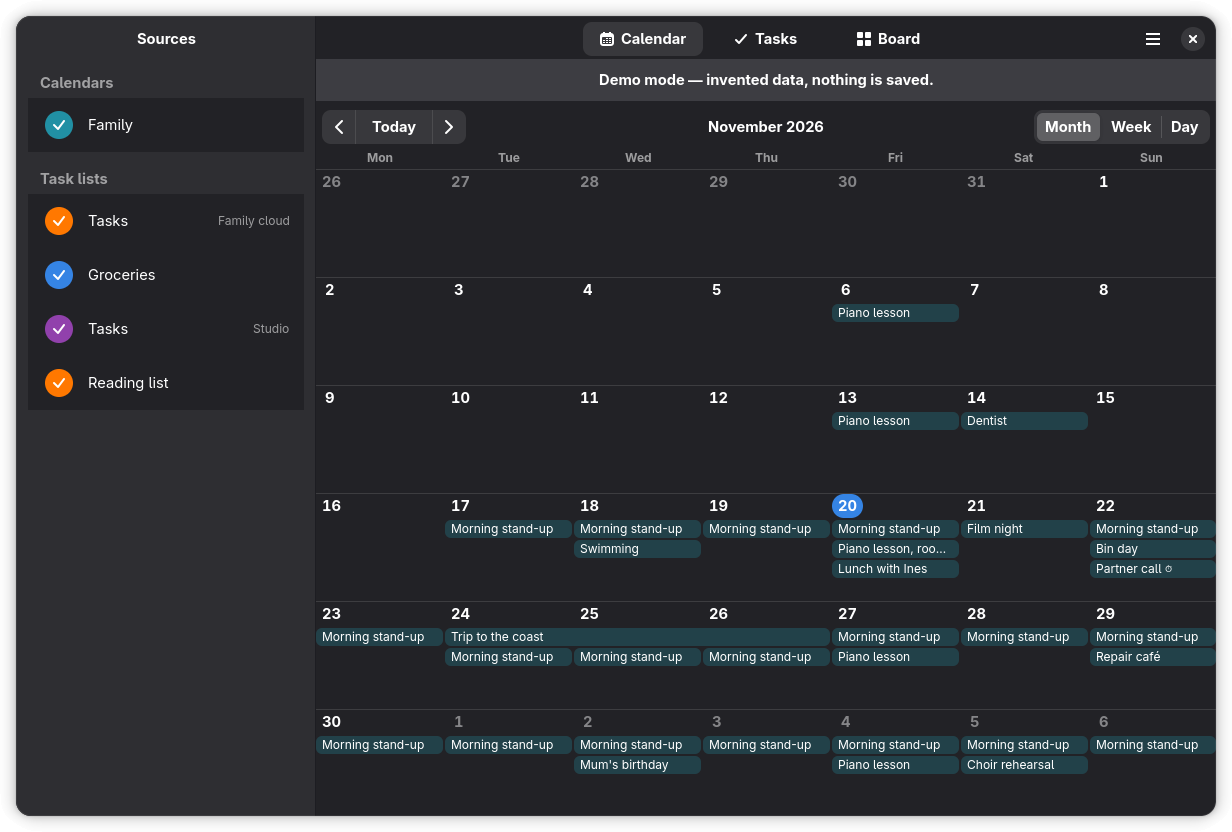 Sources
Calendar Tasks Board
Demo mode — invented data, nothing is saved.
Calendars
Family
Task lists
Tasks Family cloud
Groceries
Tasks Studio
Reading list
Today November 2026 Month Week Day
Mon Tue Wed Thu Fri Sat Sun
26 27 28 29 30 31 1
2 3 4 5 6 7 8
Piano lesson
9 10 11 12 13 14 15
Piano lesson Dentist
16 17 18 19 20 21 22
Morning stand-up Morning stand-up Morning stand-up Morning stand-up Film night Morning stand-up
Swimming Piano lesson, roo… Bin day
Lunch with Ines Partner call ⏱
23 24 25 26 27 28 29
Morning stand-up Trip to the coast Morning stand-up Morning stand-up Morning stand-up
Morning stand-up Morning stand-up Morning stand-up Piano lesson Repair café
30 1 2 3 4 5 6
Morning stand-up Morning stand-up Morning stand-up Morning stand-up Morning stand-up Morning stand-up Morning stand-up
Mum's birthday Piano lesson Choir rehearsal